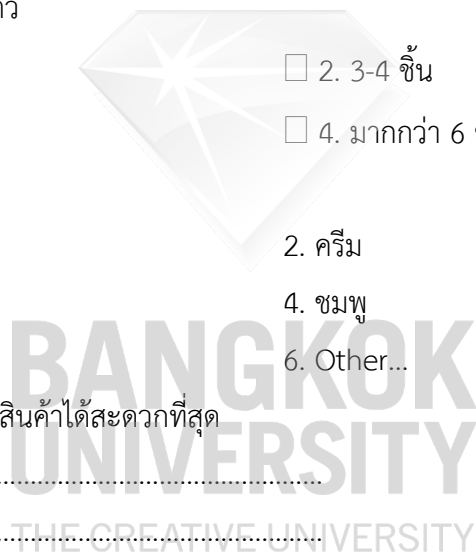 ☐ 2. 3-4 ชิ้น
☐ 4. มากกว่า 6
2. ครีม
4. ชมพู
6. Other...
สินค้าได้สะดวกที่สุด
BANGKOK
UNIVERSITY
THE CREATIVE UNIVERSITY